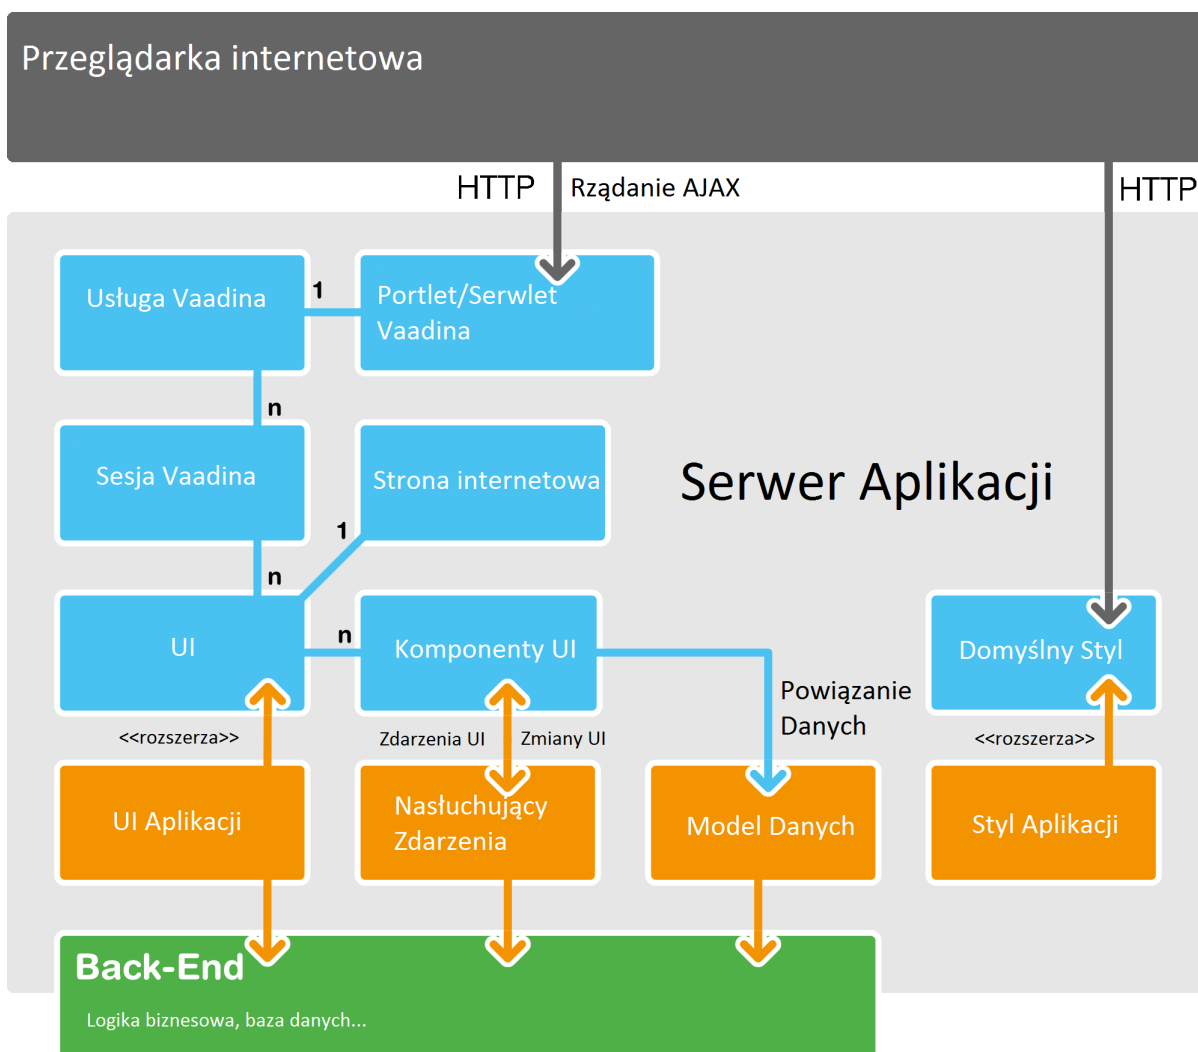 Przeglądarka internetowa
HTTP
Rządanie AJAX
HTTP
Usługa Vaadina
1
Portlet/Serwlet
Vaadina
n
Sesja Vaadina
Strona internetowa
Serwer Aplikacji
1
n
UI
n
Komponenty UI
Domyślny Styl
Powiązanie
Danych
<<rozszerza>>
Zdarzenia UI
Zmiany UI
<<rozszerza>>
UI Aplikacji
Nasłuchujący
Zdarzenia
Model Danych
Styl Aplikacji
Back-End
Logika biznesowa, baza danych...